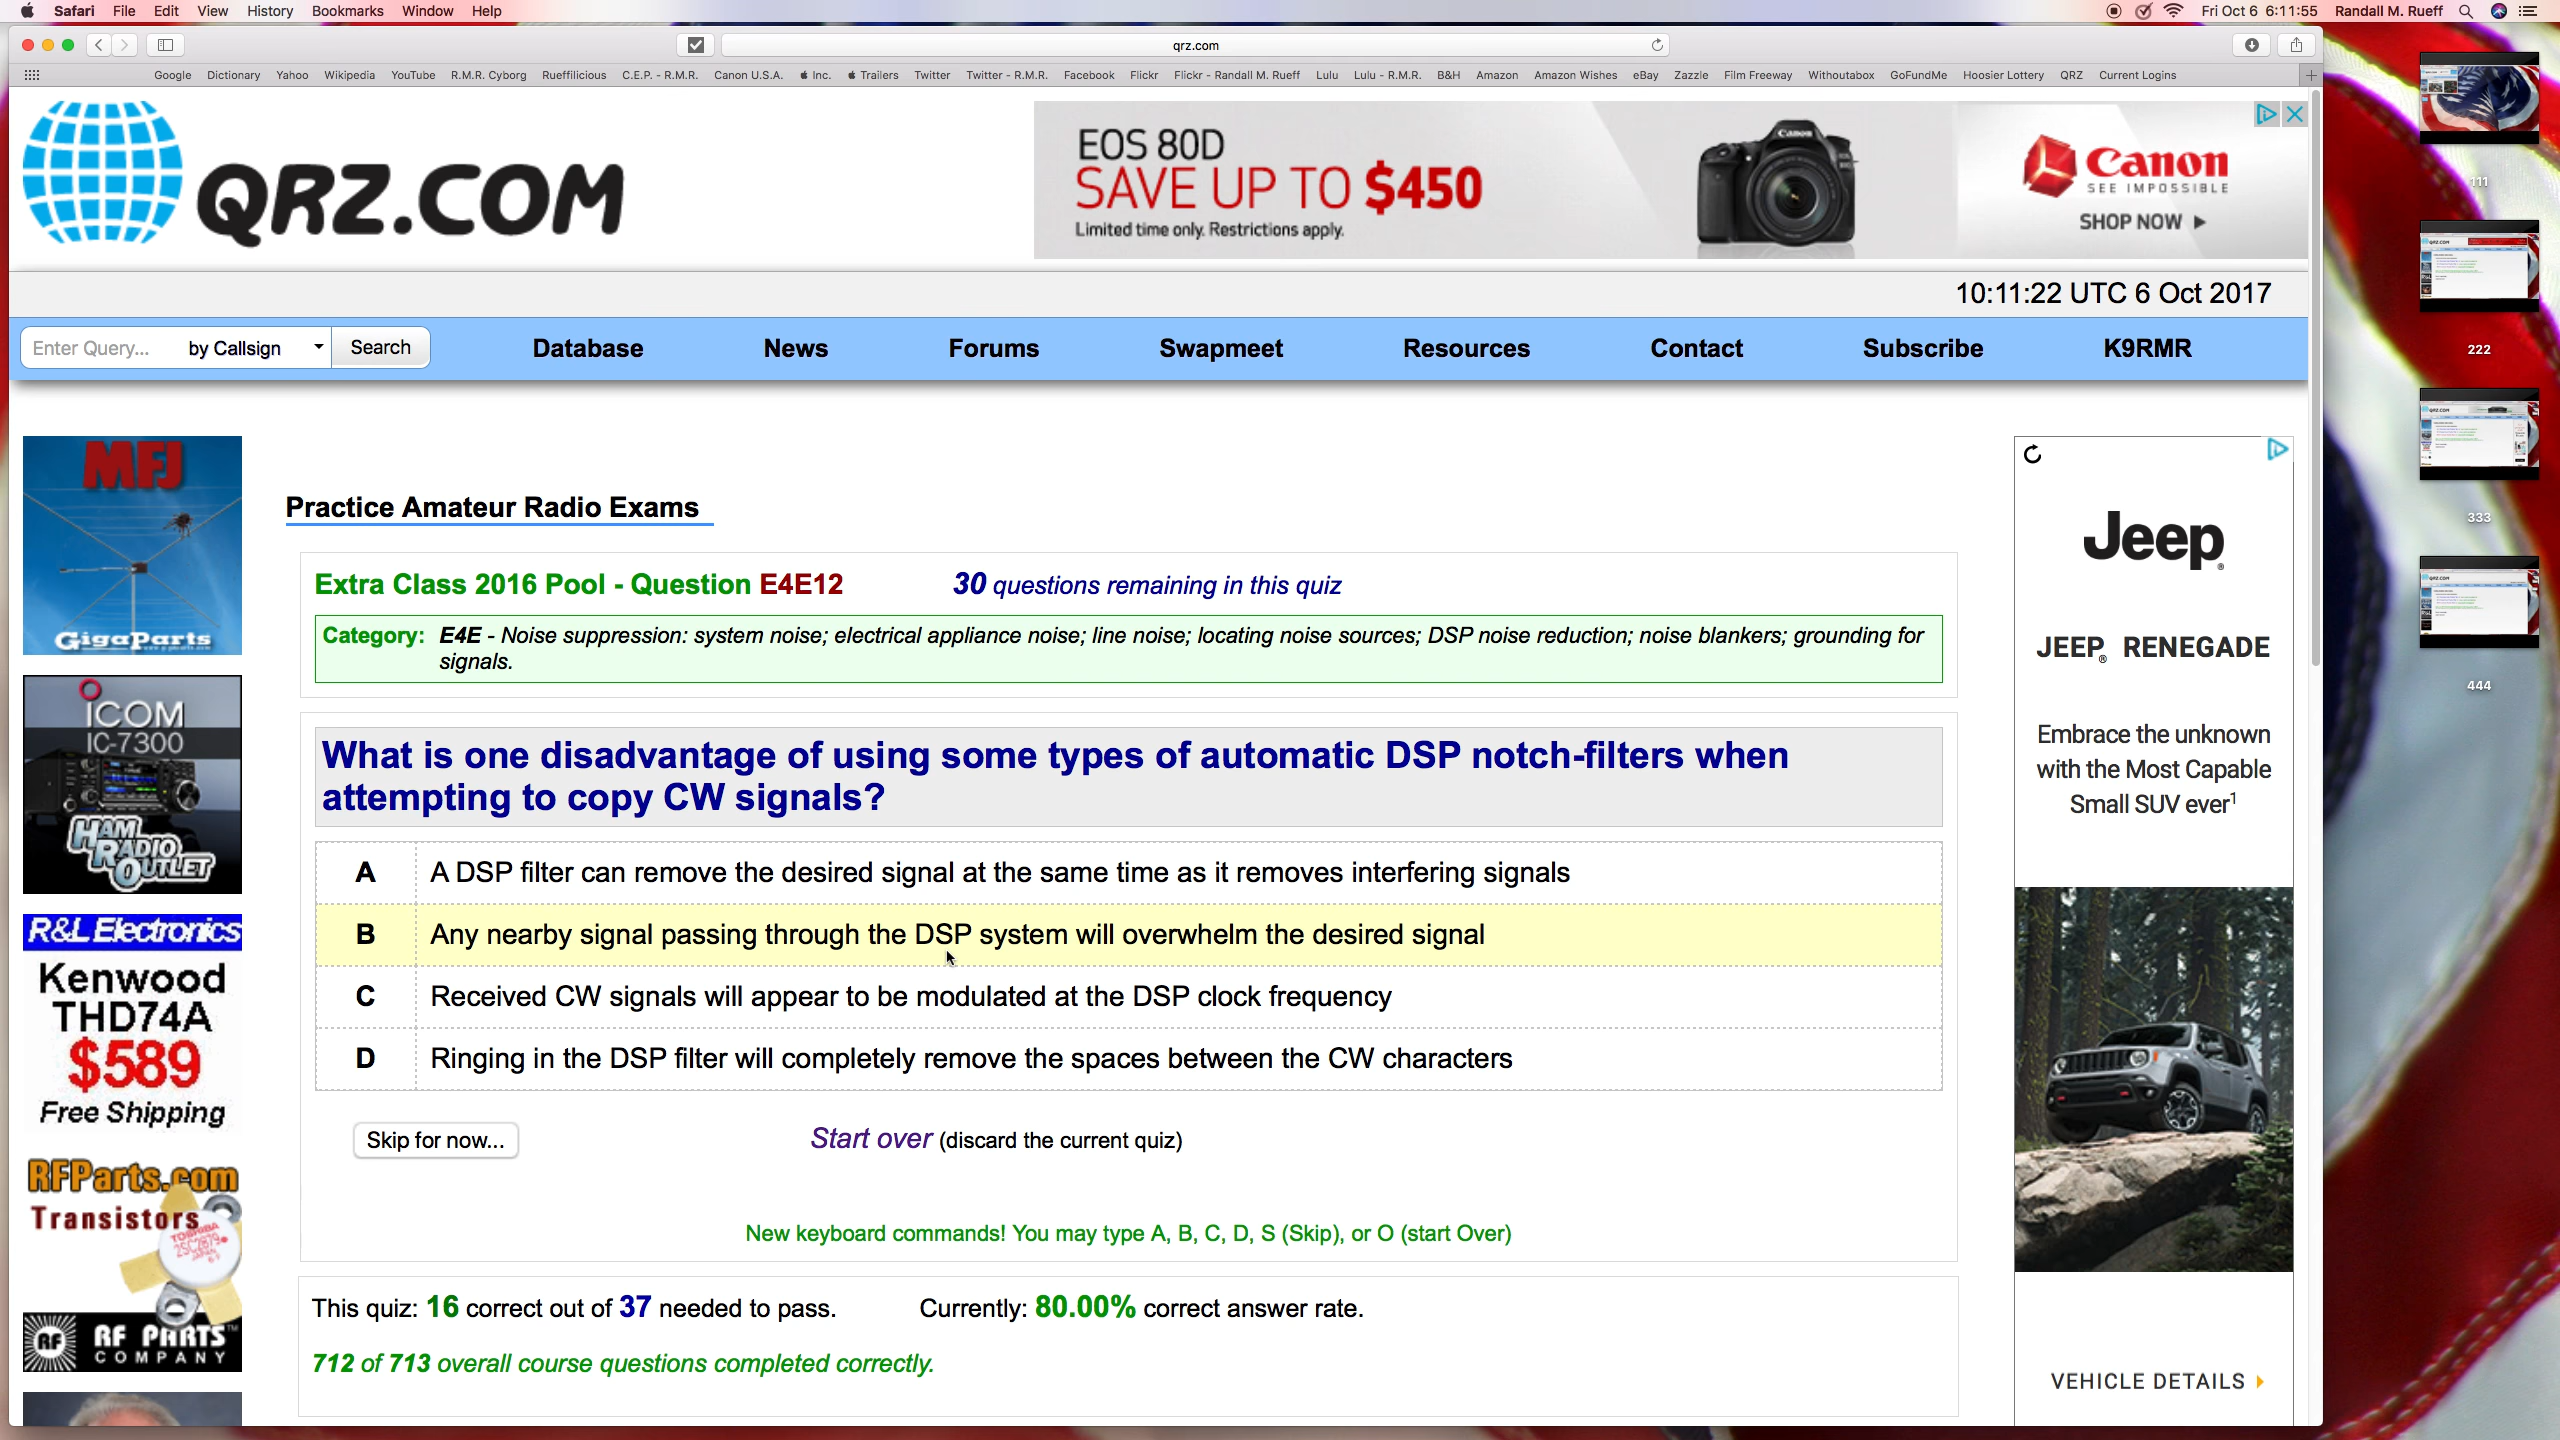 Safari File Edit View History Bookmarks Window Help
Fri Oct 6 6:11:55 Randall M. Rueff
qrz.com
Google Dictionary Yahoo Wikipedia YouTube R.M.R. Cyborg Rueffilicious C.E.P. - R.M.R. Canon U.S.A. Inc. Trailers Twitter Twitter - R.M.R. Facebook Flickr Flickr - Randall M. Rueff Lulu Lulu - R.M.R. B&H Amazon Amazon Wishes eBay Zazzle Film Freeway Withoutabox GoFundMe Hoosier Lottery QRZ Current Logins
QRZ.COM
EOS 80D
SAVE UP TO $450
Limited time only. Restrictions apply.
Canon
Canon
SEE IMPOSSIBLE
SHOP NOW
10:11:22 UTC 6 Oct 2017
Enter Query... by Callsign Search Database News Forums Swapmeet Resources Contact Subscribe K9RMR
MFJ
GigaParts
ICOM
IC-7300
HAM RADIO OUTLET
R&L Electronics
Kenwood
THD74A
$589
Free Shipping
RFParts.com
Transistors
TOSHIBA
2SC2879
JAPAN
RF RF PARTS™
COMPANY
Practice Amateur Radio Exams
Extra Class 2016 Pool - Question E4E12 30 questions remaining in this quiz
Category: E4E - Noise suppression: system noise; electrical appliance noise; line noise; locating noise sources; DSP noise reduction; noise blankers; grounding for
signals.
What is one disadvantage of using some types of automatic DSP notch-filters when
attempting to copy CW signals?
A A DSP filter can remove the desired signal at the same time as it removes interfering signals
B Any nearby signal passing through the DSP system will overwhelm the desired signal
C Received CW signals will appear to be modulated at the DSP clock frequency
D Ringing in the DSP filter will completely remove the spaces between the CW characters
Skip for now... Start over (discard the current quiz)
New keyboard commands! You may type A, B, C, D, S (Skip), or O (start Over)
This quiz: 16 correct out of 37 needed to pass. Currently: 80.00% correct answer rate.
712 of 713 overall course questions completed correctly.
Jeep®
JEEP® RENEGADE
Embrace the unknown
with the Most Capable
Small SUV ever1
VEHICLE DETAILS
111
222
333
444